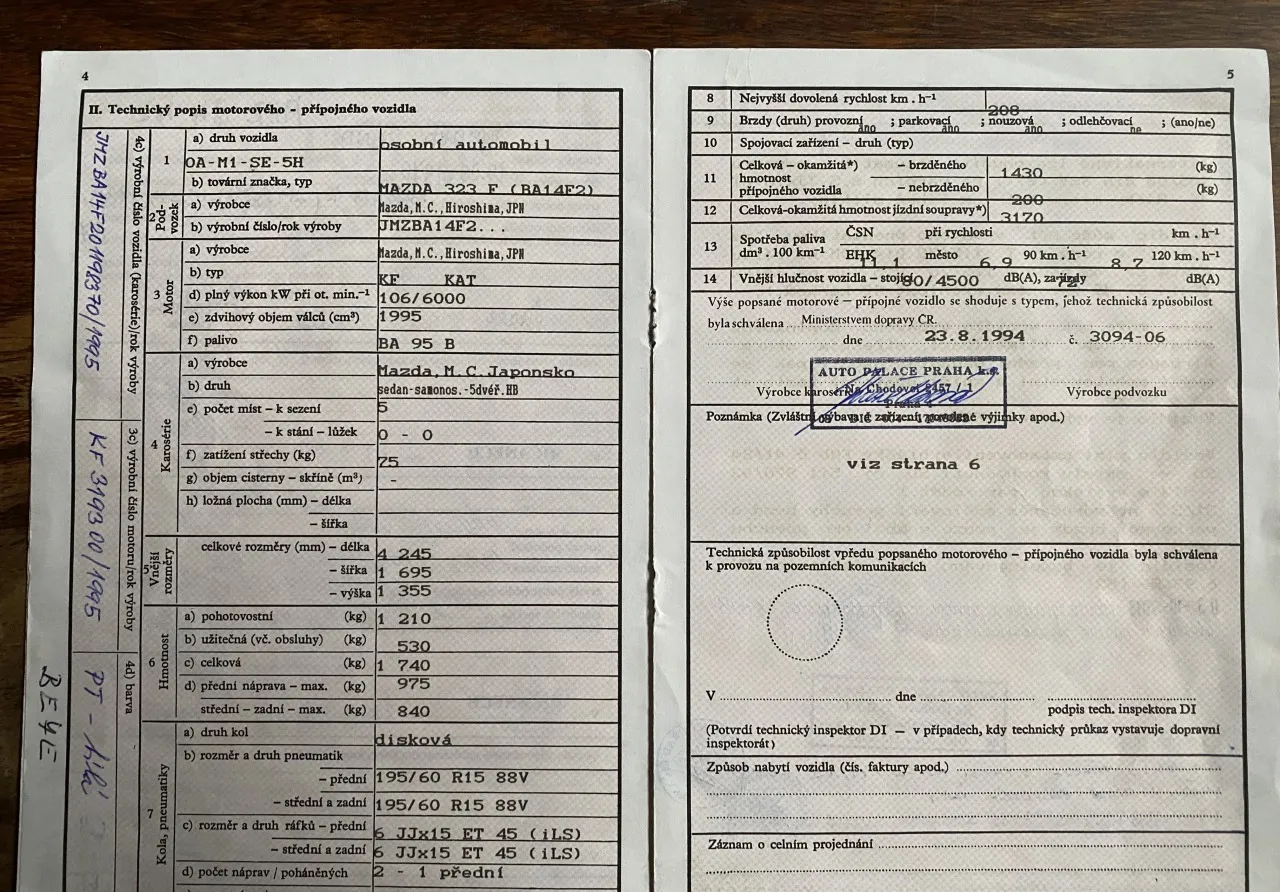 4
II. Technický popis motorového – přípojného vozidla
4c) výrobní číslo vozidla (karosérie)/rok výroby
JMZBA14F201198370/1995
3c) výrobní číslo motoru/rok výroby
KF 319300/1995
4d) barva
PT – bílá
1
a) druh vozidla osobní automobil
OA-M1-SE-5H
b) tovární značka, typ MAZDA 323 F (BA14F2)
2 Pod-
vozek
a) výrobce Mazda,M.C.,Hiroshima,JPN
b) výrobní číslo/rok výroby JMZBA14F2...
3 Motor
a) výrobce Mazda,M.C.,Hiroshima,JPN
b) typ KF KAT
d) plný výkon kW při ot. min.⁻¹ 106/6000
e) zdvihový objem válců (cm³) 1995
f) palivo BA 95 B
4 Karosérie
a) výrobce Mazda,M.C.Japonsko
b) druh sedan-samonos.-5dvéř.HB
e) počet míst – k sezení 5
– k stání – lůžek 0 - 0
f) zatížení střechy (kg) 75
g) objem cisterny – skříně (m³) -
h) ložná plocha (mm) – délka
– šířka
5 Vnější
rozměry
celkové rozměry (mm) – délka 4 245
– šířka 1 695
– výška 1 355
6 Hmotnost
a) pohotovostní (kg) 1 210
b) užitečná (vč. obsluhy) (kg) 530
c) celková (kg) 1 740
d) přední náprava – max. (kg) 975
střední – zadní – max. (kg) 840
7 Kola, pneumatiky
a) druh kol disková
b) rozměr a druh pneumatik
– přední 195/60 R15 88V
– střední a zadní 195/60 R15 88V
c) rozměr a druh ráfků – přední 6 JJx15 ET 45 (iLS)
– střední a zadní 6 JJx15 ET 45 (iLS)
d) počet náprav / poháněných 2 - 1 přední
5
8 Nejvyšší dovolená rychlost km . h⁻¹ 208
9 Brzdy (druh) provozní ano ; parkovací ano ; nouzová ano ; odlehčovací ne ; (ano/ne)
10 Spojovací zařízení – druh (typ)
11 Celková – okamžitá*) – brzděného 1430 (kg)
hmotnost
přípojného vozidla – nebrzděného 200 (kg)
12 Celková-okamžitá hmotnost jízdní soupravy*) 3170
13 Spotřeba paliva ČSN při rychlosti km . h⁻¹
dm³ . 100 km⁻¹ EHK 11,1 město 6,9 90 km . h⁻¹ 8,7 120 km . h⁻¹
14 Vnější hlučnost vozidla – stojící 80/4500 dB(A), za jízdy 72 dB(A)
Výše popsané motorové – přípojné vozidlo se shoduje s typem, jehož technická způsobilost
byla schválena Ministerstvem dopravy ČR.
dne 23.8.1994 č. 3094-06
AUTO PALACE PRAHA k.s.
Na Chodovci 2457 / 1
Praha
Výrobce karosérie Výrobce podvozku
Poznámka (Zvláštní výbava a zařízení, povolené výjimky apod.)
viz strana 6
Technická způsobilost vpředu popsaného motorového – přípojného vozidla byla schválena
k provozu na pozemních komunikacích
V dne
podpis tech. inspektora DI
(Potvrdí technický inspektor DI – v případech, kdy technický průkaz vystavuje dopravní
inspektorát)
Způsob nabytí vozidla (čís. faktury apod.)
Záznam o celním projednání